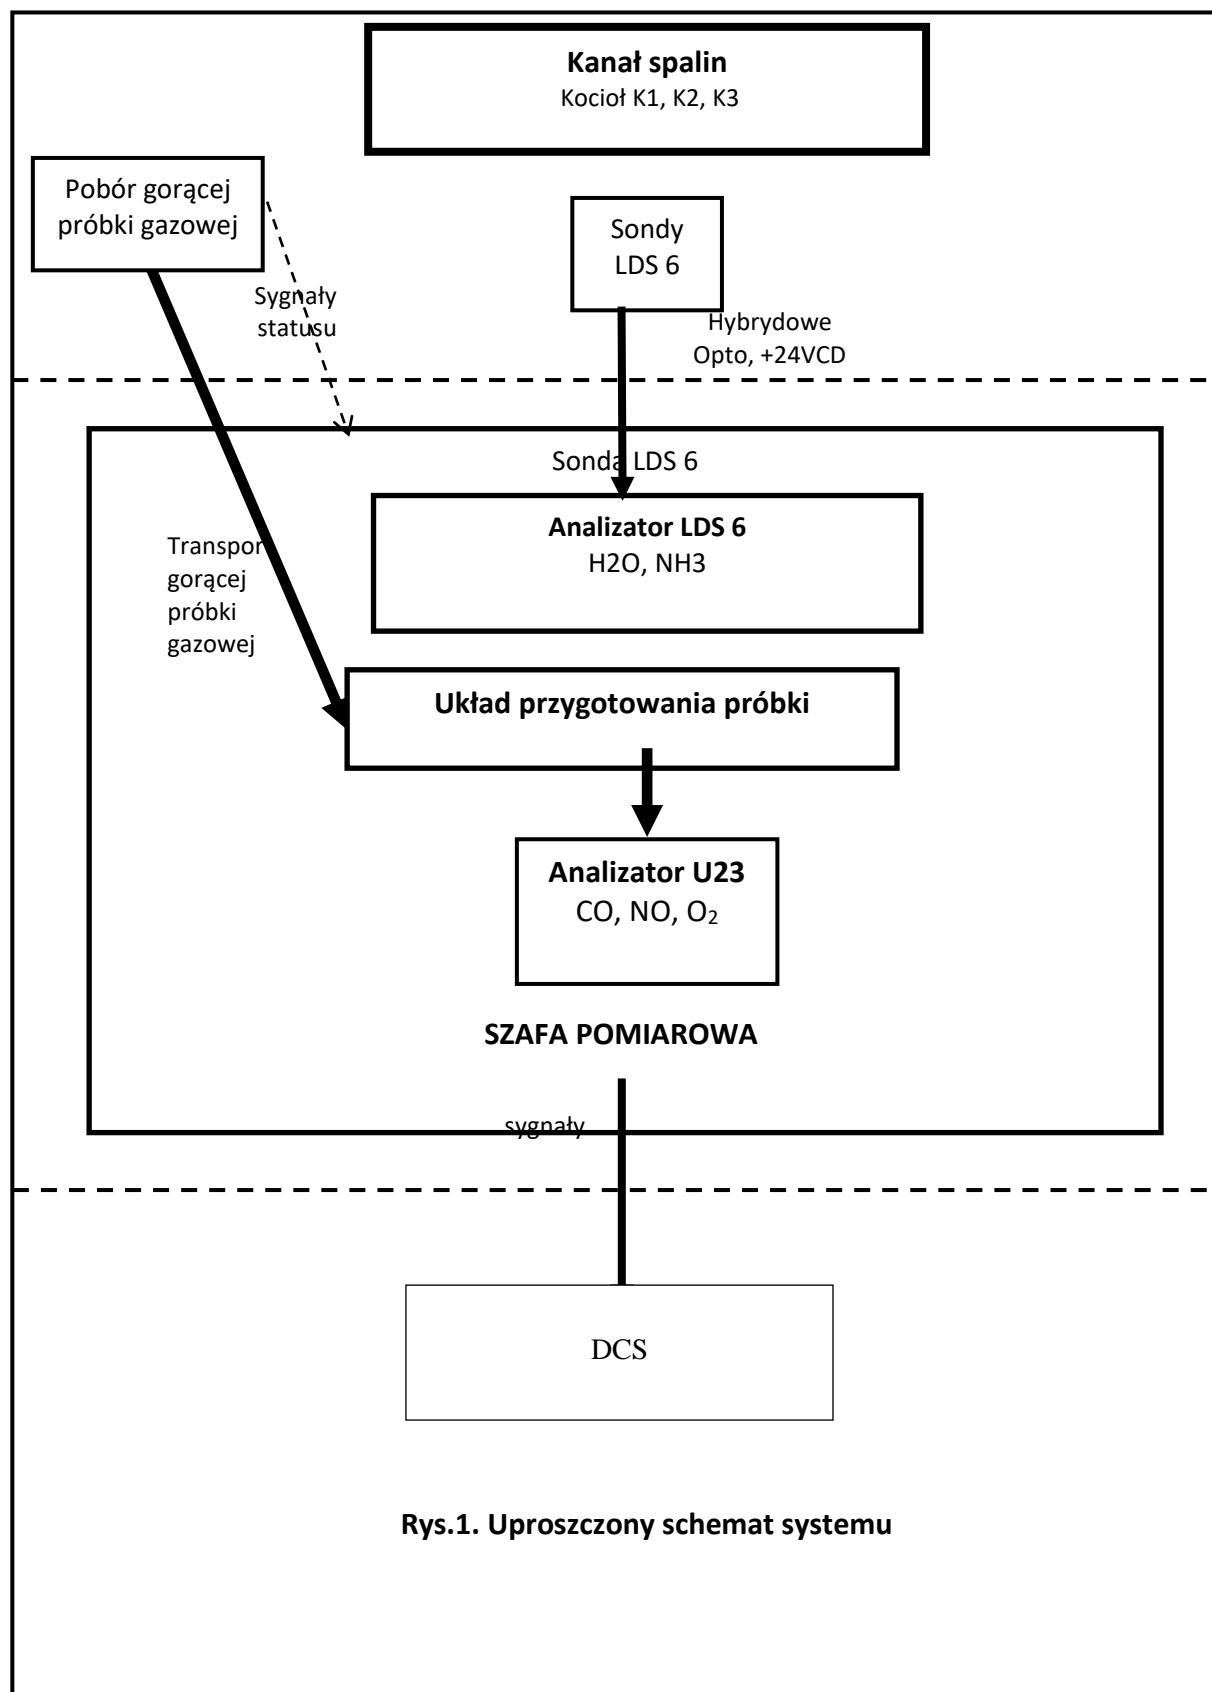 Kanał spalin
Kocioł K1, K2, K3
Pobór gorącej
próbki gazowej
Sondy
LDS 6
Sygnały
statusu
Hybrydowe
Opto, +24VCD
Sonda LDS 6
Analizator LDS 6
H2O, NH3
Transpor
gorącej
próbki
gazowej
Układ przygotowania próbki
Analizator U23
CO, NO, O₂
SZAFA POMIAROWA
sygnały
DCS
Rys.1. Uproszczony schemat systemu